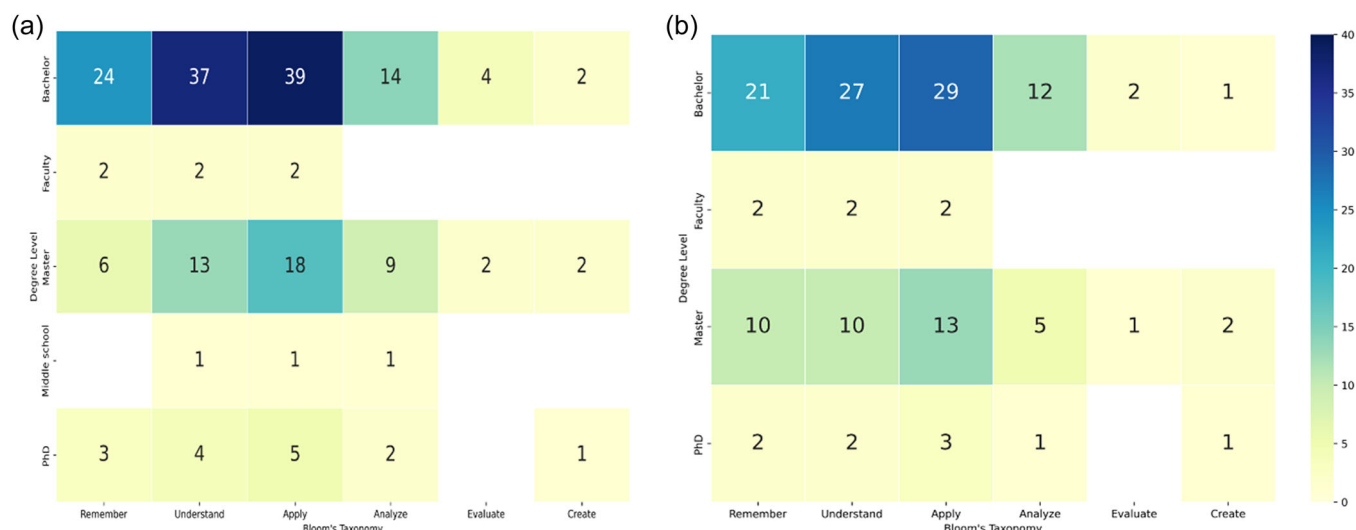 (a)
Bachelor 24 37 39 14 4 2
Faculty 2 2 2
Master 6 13 18 9 2 2
Middle school 1 1 1
PhD 3 4 5 2 1
Degree Level
Remember Understand Apply Analyze Evaluate Create
Bloom's Taxonomy
(b)
Bachelor 21 27 29 12 2 1
Faculty 2 2 2
Master 10 10 13 5 1 2
PhD 2 2 3 1 1
Degree Level
Remember Understand Apply Analyze Evaluate Create
Bloom's Taxonomy
40
35
30
25
20
15
10
5
0